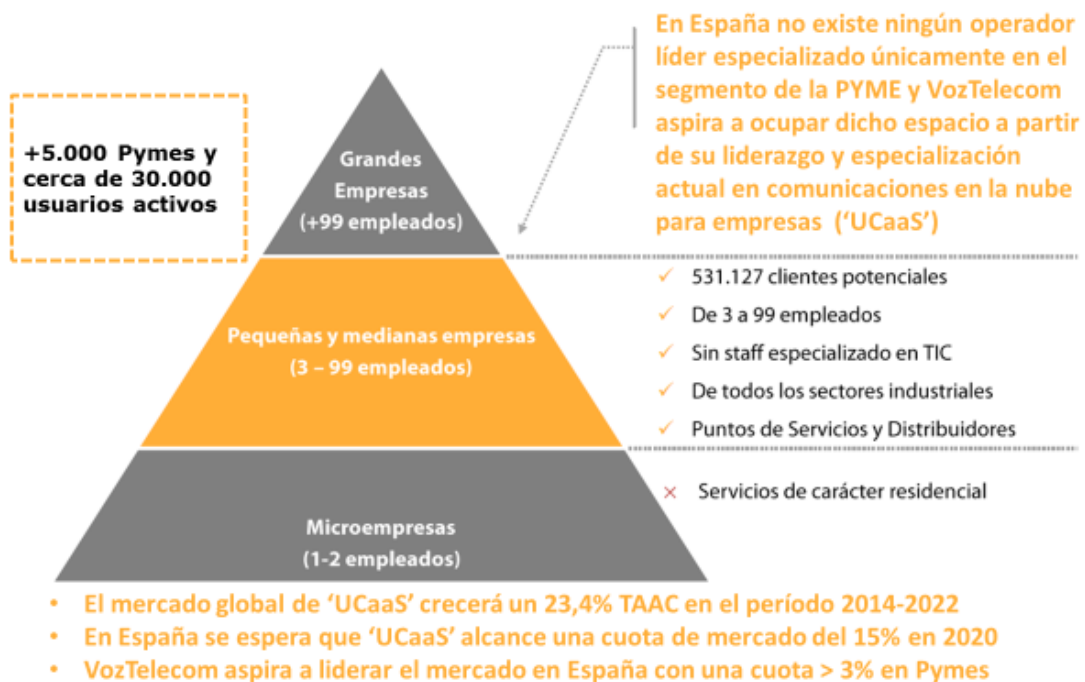 En España no existe ningún operador
líder especializado únicamente en el
segmento de la PYME y VozTelecom
aspira a ocupar dicho espacio a partir
de su liderazgo y especialización
actual en comunicaciones en la nube
para empresas (‘UCaaS’)
+5.000 Pymes y
cerca de 30.000
usuarios activos
Grandes
Empresas
(+99 empleados)
Pequeñas y medianas empresas
(3 – 99 empleados)
✓ 531.127 clientes potenciales
✓ De 3 a 99 empleados
✓ Sin staff especializado en TIC
✓ De todos los sectores industriales
✓ Puntos de Servicios y Distribuidores
Microempresas
(1-2 empleados)
× Servicios de carácter residencial
• El mercado global de ‘UCaaS’ crecerá un 23,4% TAAC en el período 2014-2022
• En España se espera que ‘UCaaS’ alcance una cuota de mercado del 15% en 2020
• VozTelecom aspira a liderar el mercado en España con una cuota > 3% en Pymes